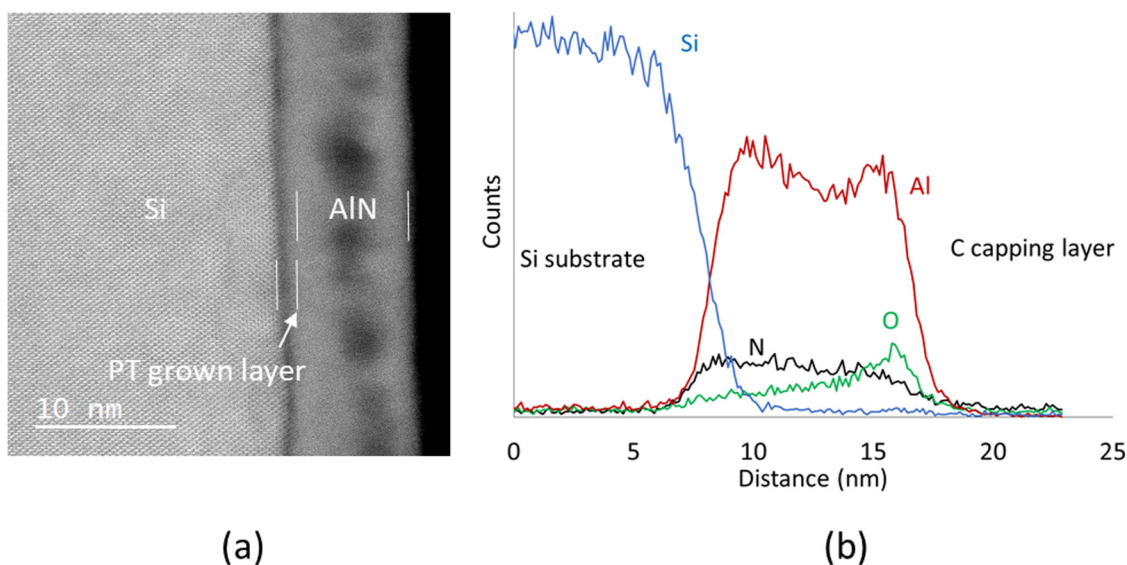 Si
AlN
PT grown layer
10 nm
(a)
Counts
Si
Al
Si substrate
C capping layer
O
N
0 5 10 15 20 25
Distance (nm)
(b)